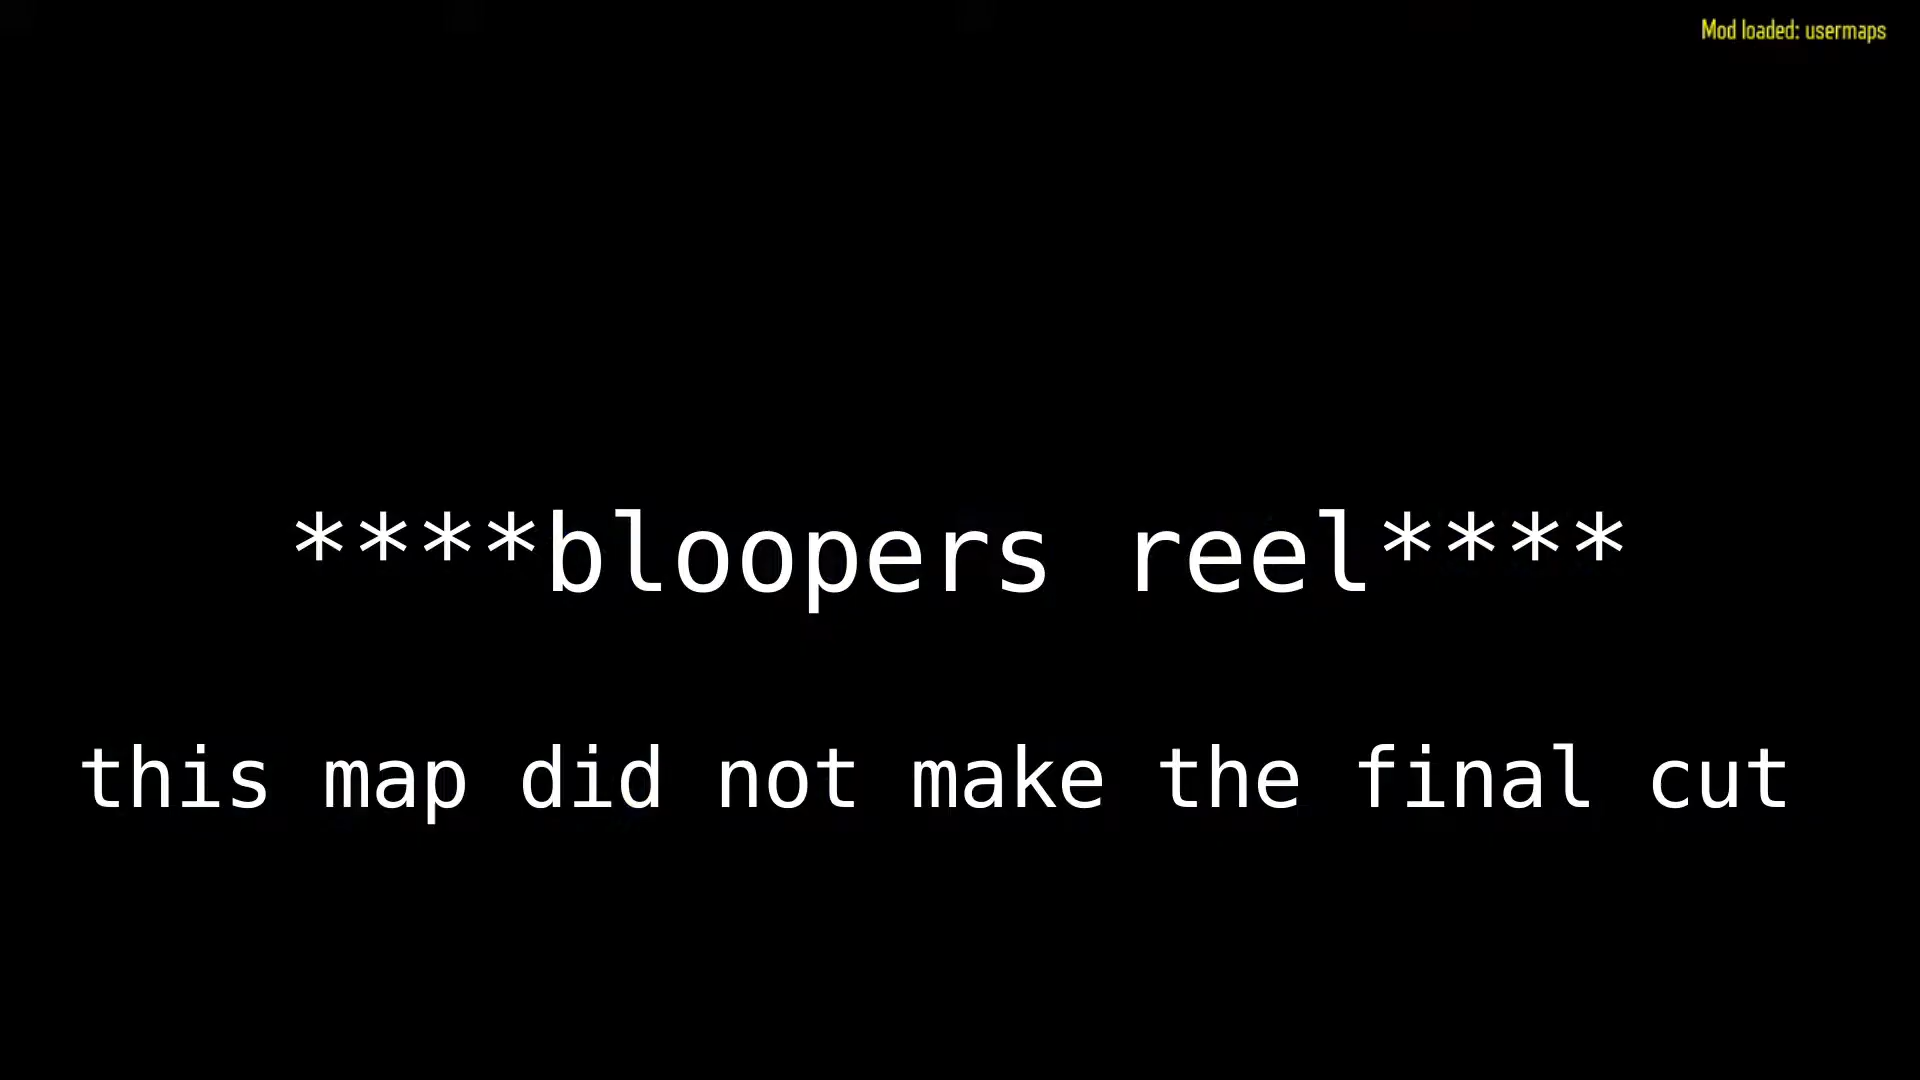 Mod loaded: usermaps
****bloopers reel****
this map did not make the final cut